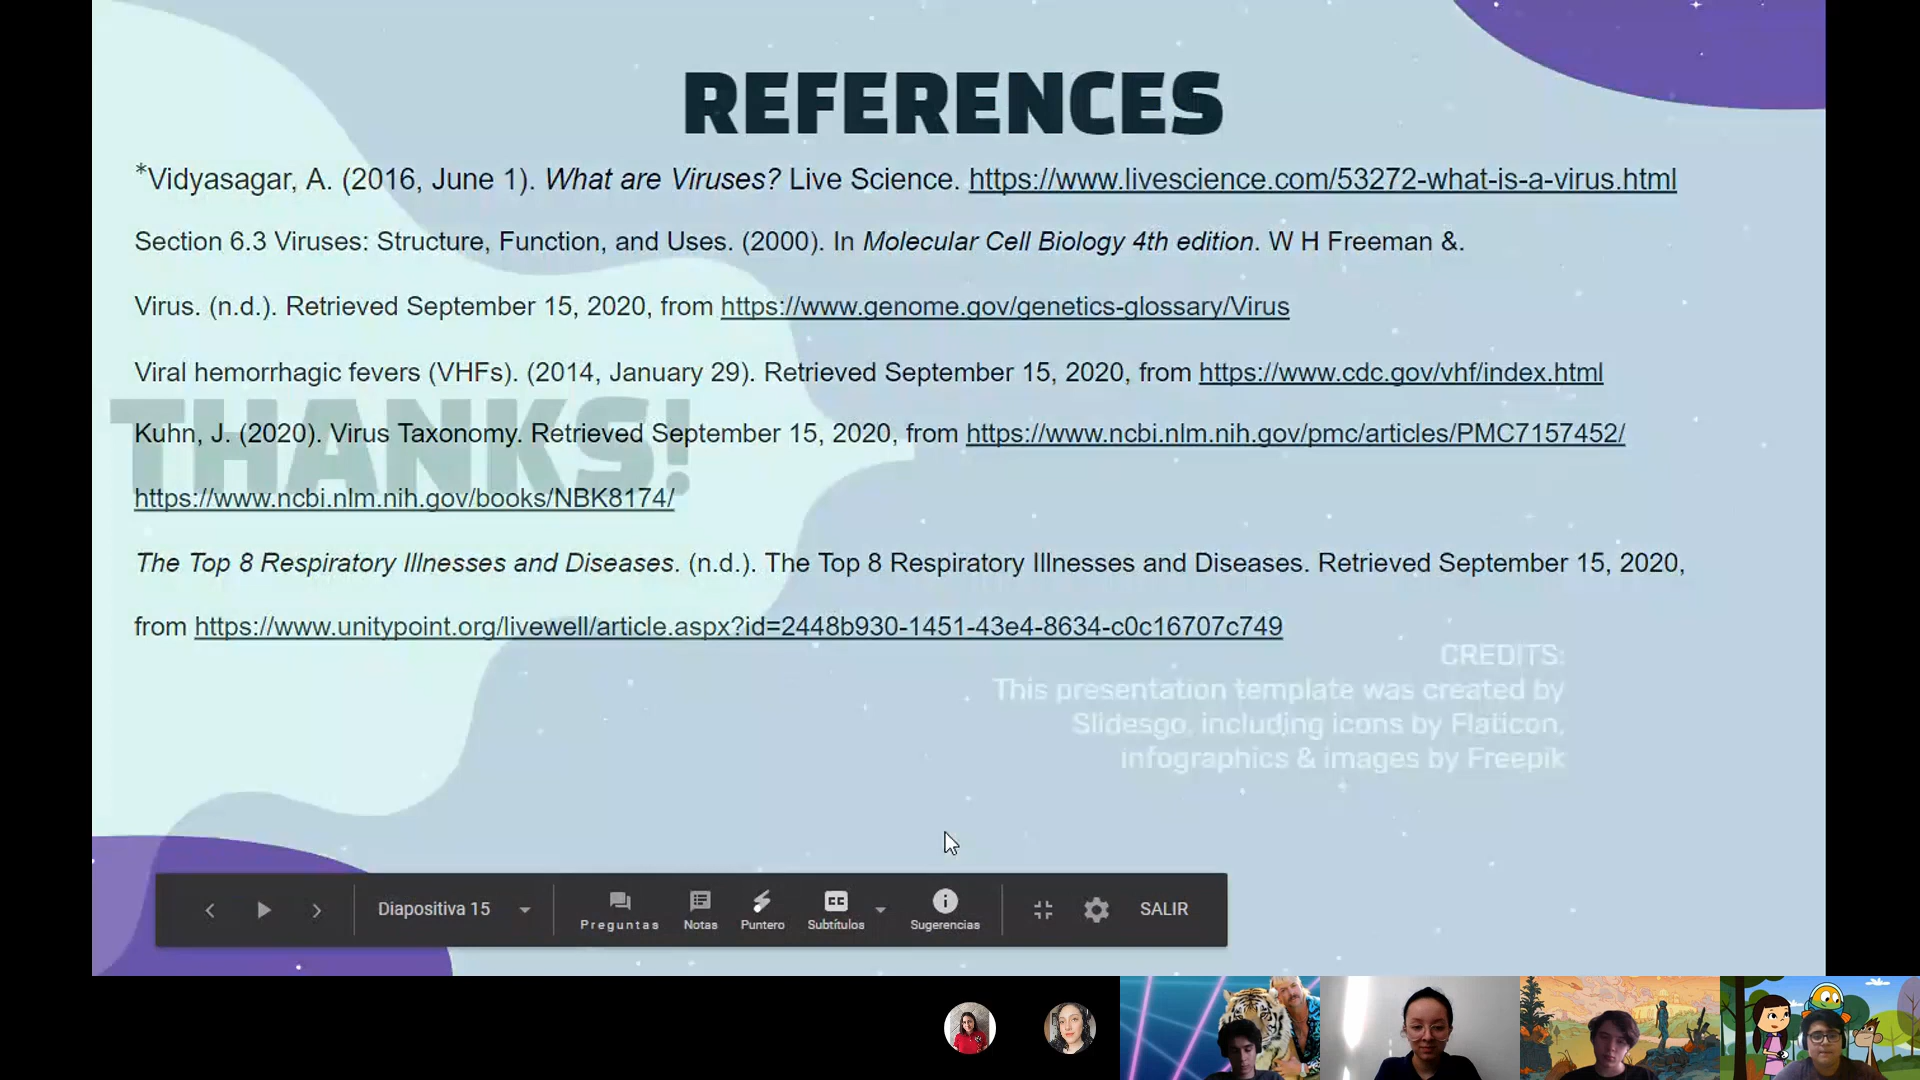 REFERENCES
*Vidyasagar, A. (2016, June 1). What are Viruses? Live Science. https://www.livescience.com/53272-what-is-a-virus.html
Section 6.3 Viruses: Structure, Function, and Uses. (2000). In Molecular Cell Biology 4th edition. W H Freeman &.
Virus. (n.d.). Retrieved September 15, 2020, from https://www.genome.gov/genetics-glossary/Virus
Viral hemorrhagic fevers (VHFs). (2014, January 29). Retrieved September 15, 2020, from https://www.cdc.gov/vhf/index.html
THANKS!
Kuhn, J. (2020). Virus Taxonomy. Retrieved September 15, 2020, from https://www.ncbi.nlm.nih.gov/pmc/articles/PMC7157452/
https://www.ncbi.nlm.nih.gov/books/NBK8174/
The Top 8 Respiratory Illnesses and Diseases. (n.d.). The Top 8 Respiratory Illnesses and Diseases. Retrieved September 15, 2020,
from https://www.unitypoint.org/livewell/article.aspx?id=2448b930-1451-43e4-8634-c0c16707c749
CREDITS:
This presentation template was created by
Slidesgo, including icons by Flaticon,
infographics & images by Freepik
Diapositiva 15
Preguntas
Notas
Puntero
CC
Subtítulos
Sugerencias
SALIR